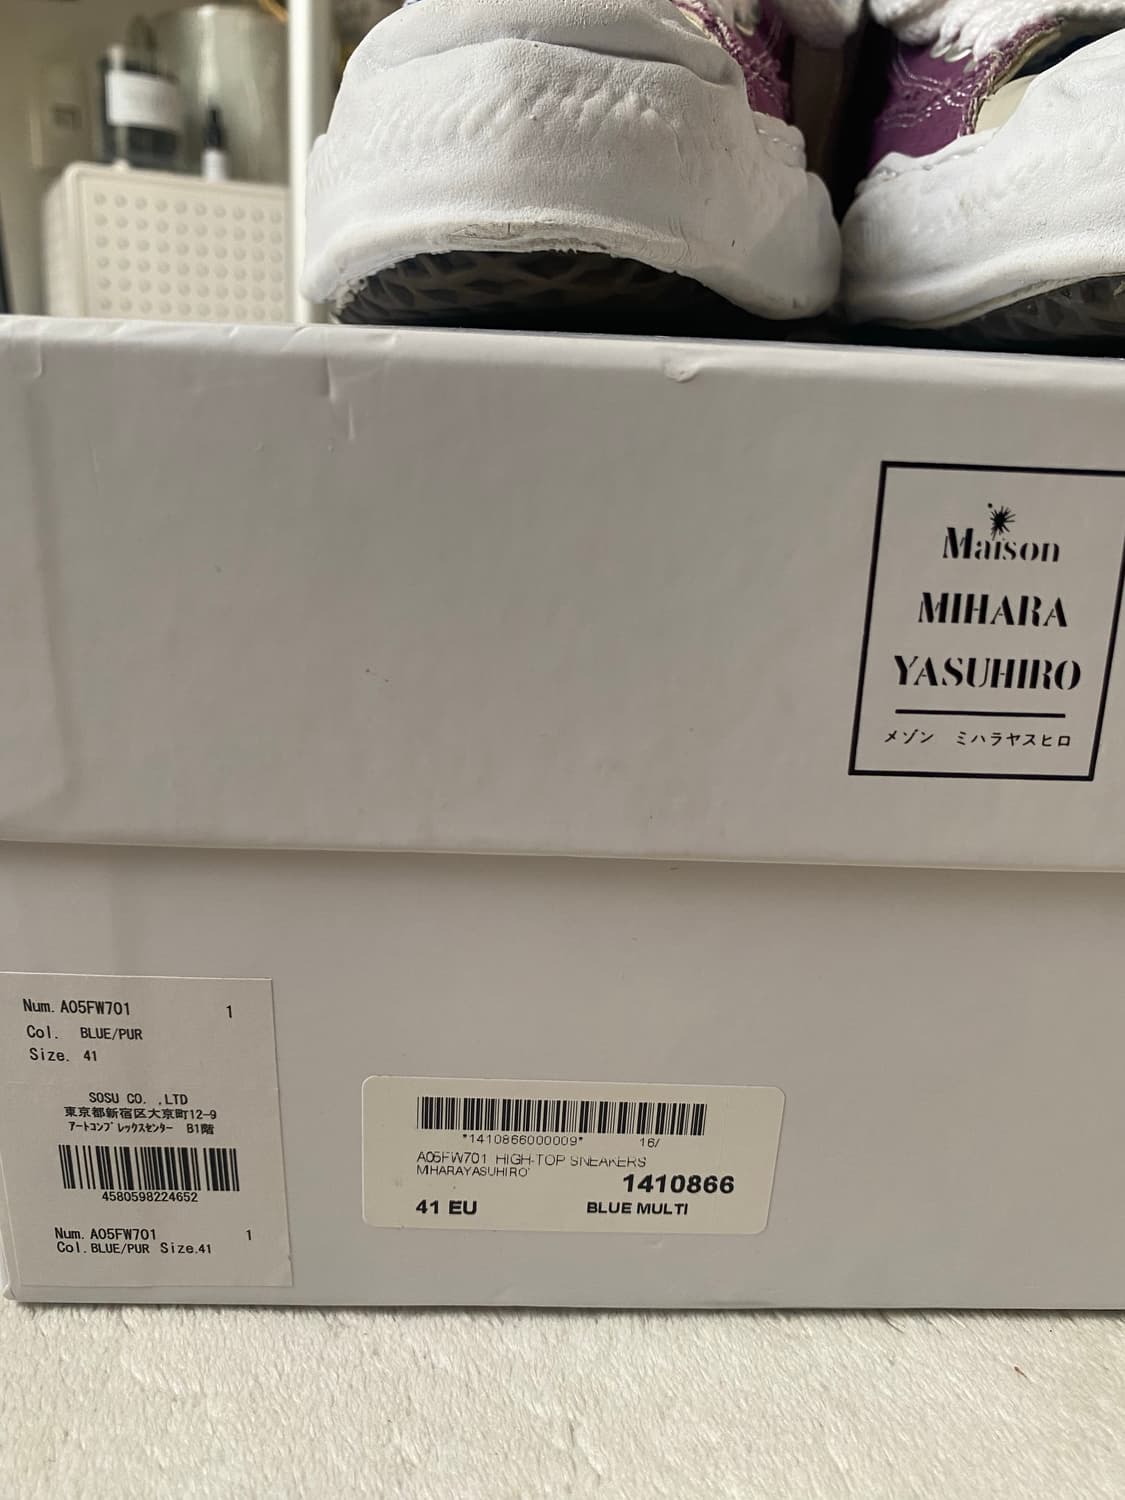 Maison
MIHARA
YASUHIRO
メゾン ミハラヤスヒロ
Num. A05FW701 1
Col. BLUE/PUR
Size. 41
SOSU CO. ,LTD
東京都新宿区大京町12-9
アートコンプレックスセンター B1階
4580598224652
Num. A05FW701 1
Col. BLUE/PUR Size.41
*1410866000009* 16/
A05FW701 HIGH-TOP SNEAKERS
MIHARAYASUHIRO
1410866
41 EU BLUE MULTI